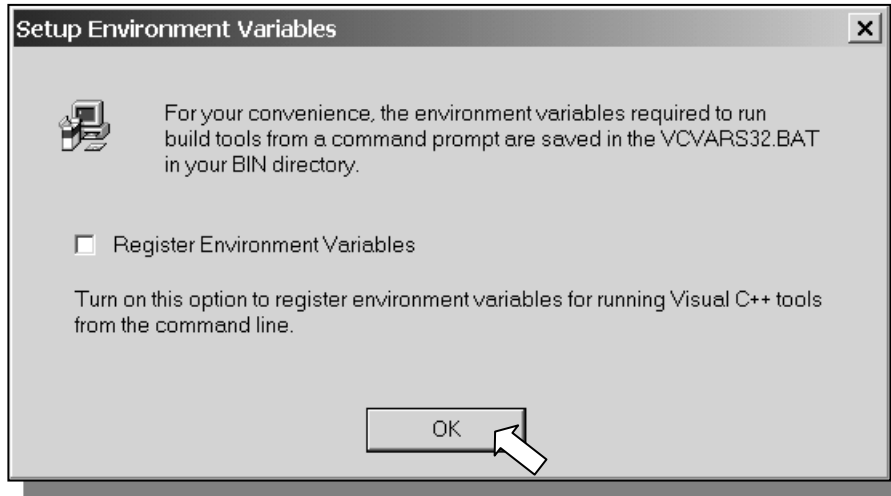 Setup Environment Variables
For your convenience, the environment variables required to run
build tools from a command prompt are saved in the VCVARS32.BAT
in your BIN directory.
Register Environment Variables
Turn on this option to register environment variables for running Visual C++ tools
from the command line.
OK